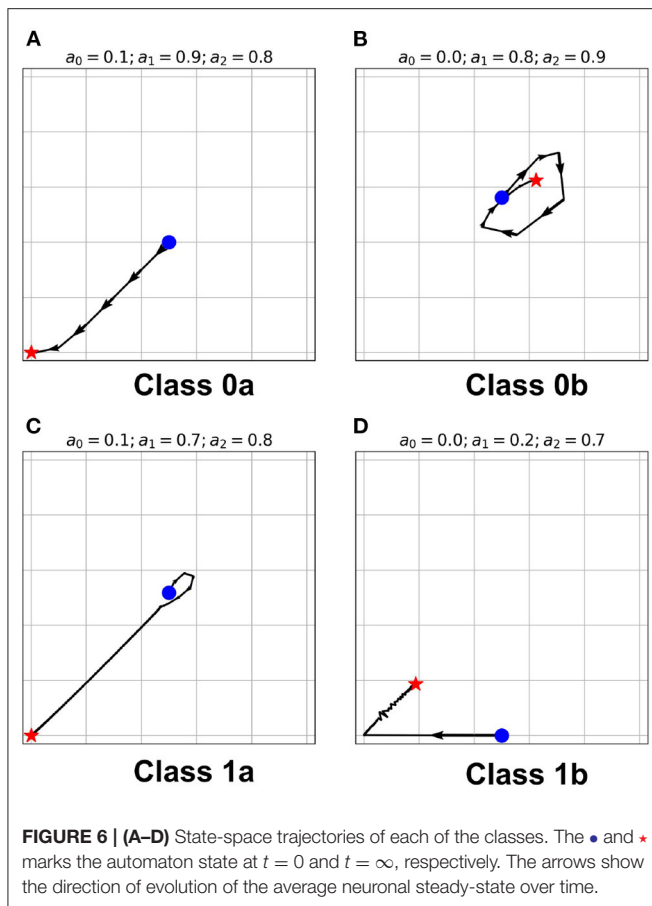 A
B
a₀ = 0.1; a₁ = 0.9; a₂ = 0.8
a₀ = 0.0; a₁ = 0.8; a₂ = 0.9
Class 0a
Class 0b
C
D
a₀ = 0.1; a₁ = 0.7; a₂ = 0.8
a₀ = 0.0; a₁ = 0.2; a₂ = 0.7
Class 1a
Class 1b
FIGURE 6 | (A–D) State-space trajectories of each of the classes. The ● and ★
marks the automaton state at t = 0 and t = ∞, respectively. The arrows show
the direction of evolution of the average neuronal steady-state over time.